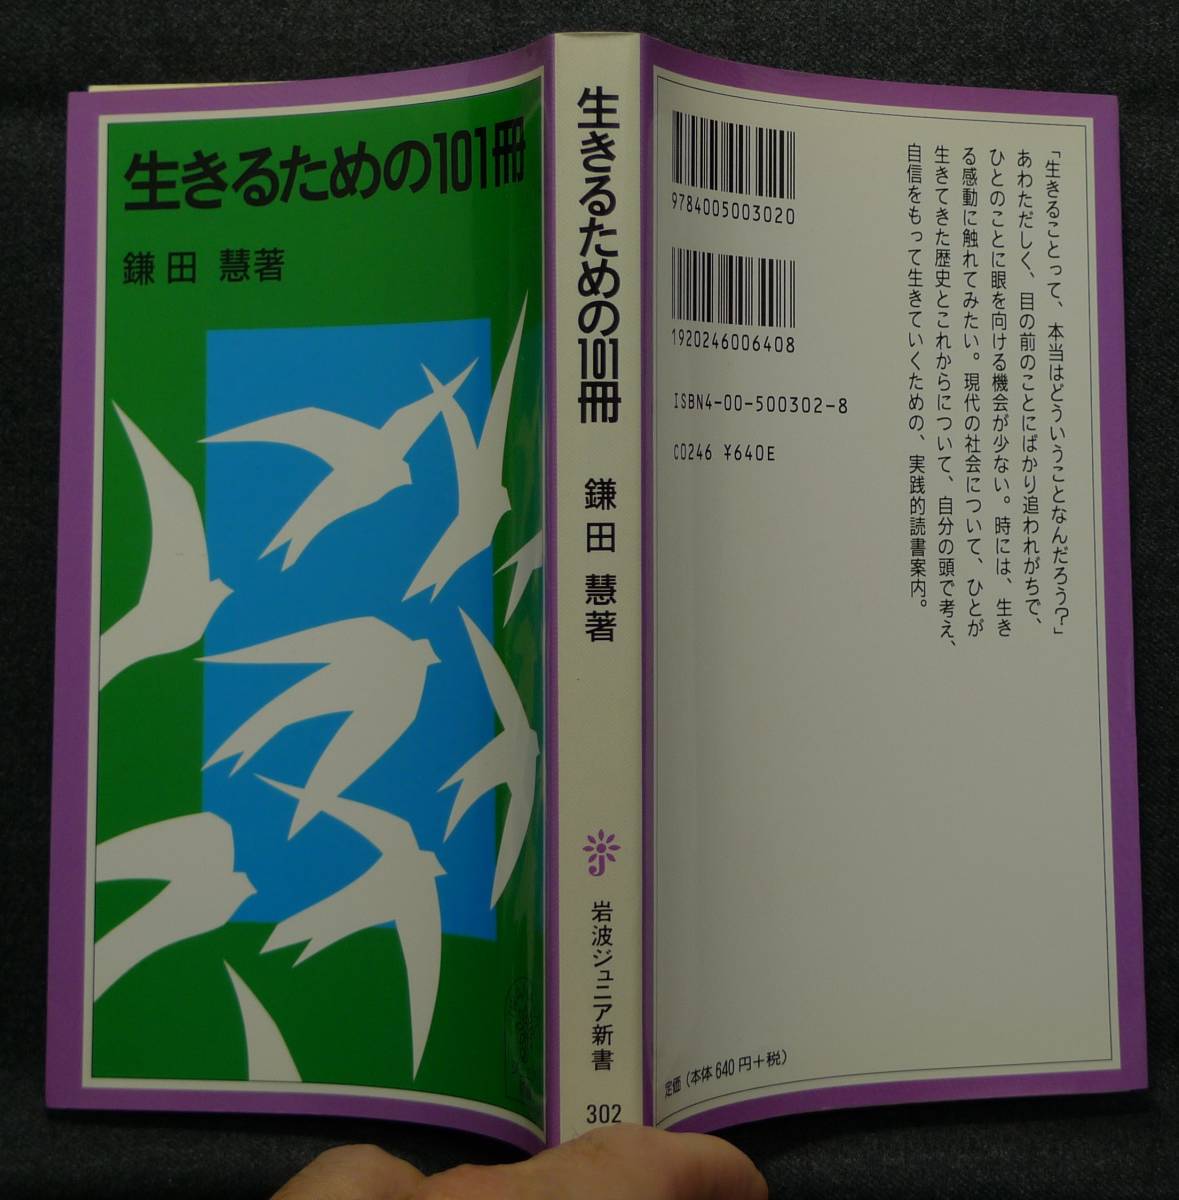 生きるための101冊
鎌田 慧著
生きるための101冊 鎌田 慧著
岩波ジュニア新書
302
9784005003020
1920246006408
ISBN4-00-500302-8
C0246 ¥640E
「生きることって、本当はどういうことなんだろう?」
あわただしく、目の前のことにばかり追われがちで、
ひとのことに眼を向ける機会が少ない。時には、生き
る感動に触れてみたい。現代の社会について、ひとが
生きてきた歴史とこれからについて、自分の頭で考え、
自信をもって生きていくための、実践的読書案内。
定価(本体640円+税)